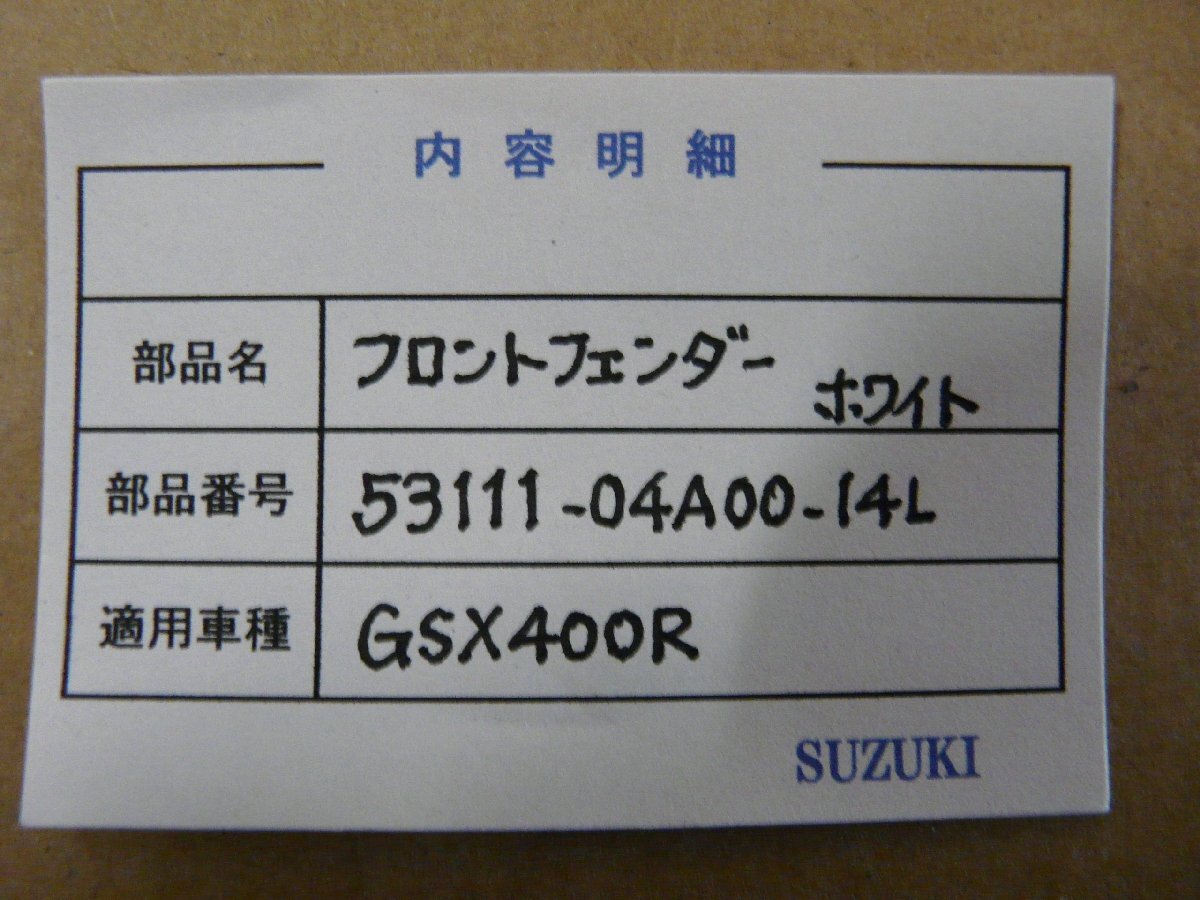 内容明細
部品名 フロントフェンダー
ホワイト
部品番号 53111-04A00-14L
適用車種 GSX400R
SUZUKI